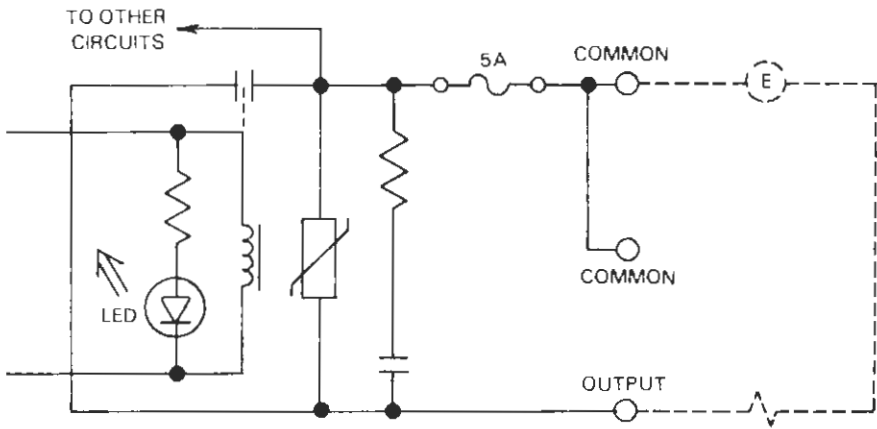 TO OTHER
CIRCUITS
5A
COMMON
E
COMMON
LED
OUTPUT